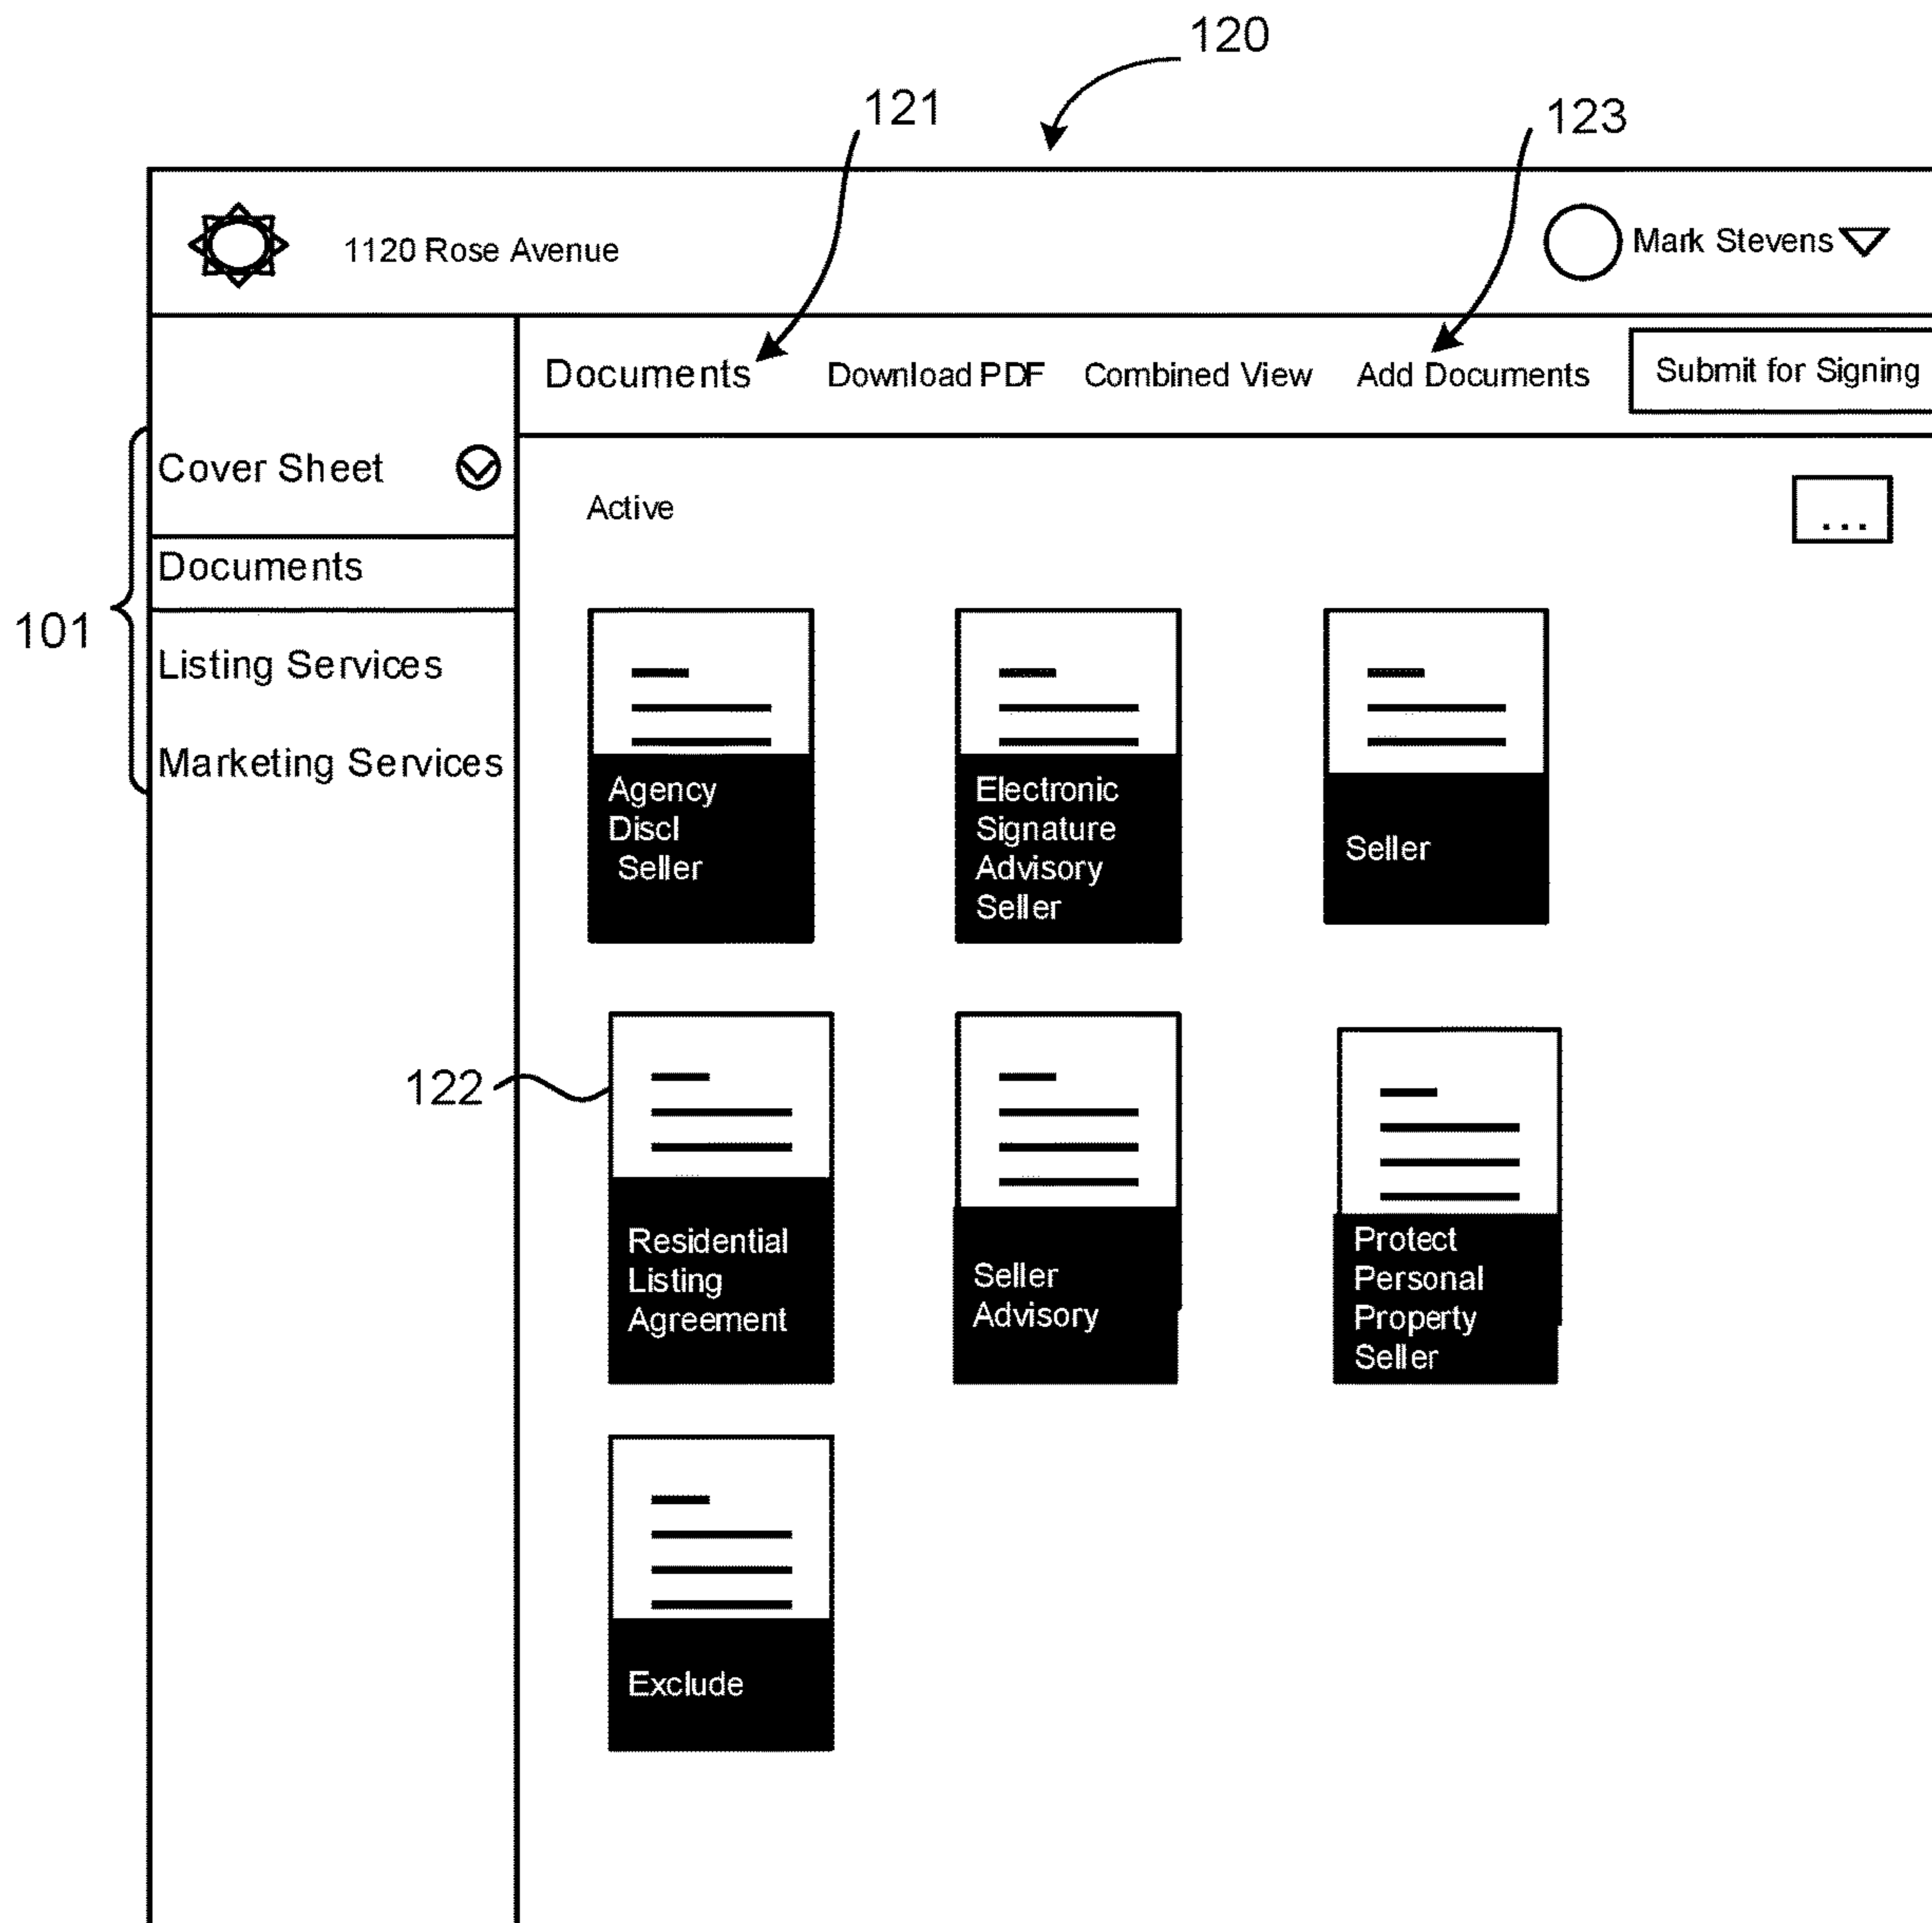 120
121
123
1120 Rose Avenue
Mark Stevens
Documents Download PDF Combined View Add Documents Submit for Signing
101
Cover Sheet
Documents
Listing Services
Marketing Services
Active
...
Agency
Discl
Seller
Electronic
Signature
Advisory
Seller
Seller
122
Residential
Listing
Agreement
Seller
Advisory
Protect
Personal
Property
Seller
Exclude